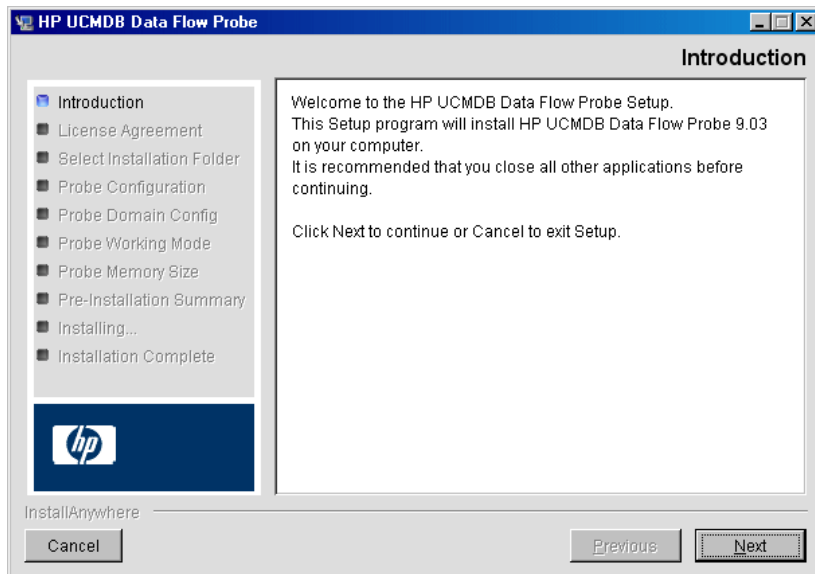 HP UCMDB Data Flow Probe
Introduction
Introduction
License Agreement
Select Installation Folder
Probe Configuration
Probe Domain Config
Probe Working Mode
Probe Memory Size
Pre-Installation Summary
Installing...
Installation Complete
hp
Welcome to the HP UCMDB Data Flow Probe Setup.
This Setup program will install HP UCMDB Data Flow Probe 9.03
on your computer.
It is recommended that you close all other applications before
continuing.
Click Next to continue or Cancel to exit Setup.
InstallAnywhere
Cancel
Previous
Next